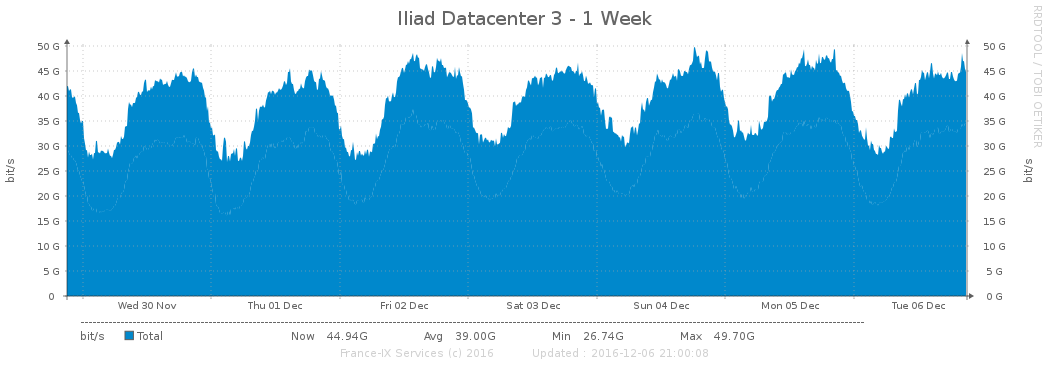 Iliad Datacenter 3 - 1 Week
RRDTOOL / TOBI OETIKER
bit/s
50 G 50 G
45 G 45 G
40 G 40 G
35 G 35 G
30 G 30 G
25 G 25 G
20 G 20 G
15 G 15 G
10 G 10 G
5 G 5 G
0 0 G
bit/s
Wed 30 Nov Thu 01 Dec Fri 02 Dec Sat 03 Dec Sun 04 Dec Mon 05 Dec Tue 06 Dec
bit/s Total Now 44.94G Avg 39.00G Min 26.74G Max 49.70G
France-IX Services (c) 2016 Updated : 2016-12-06 21:00:08